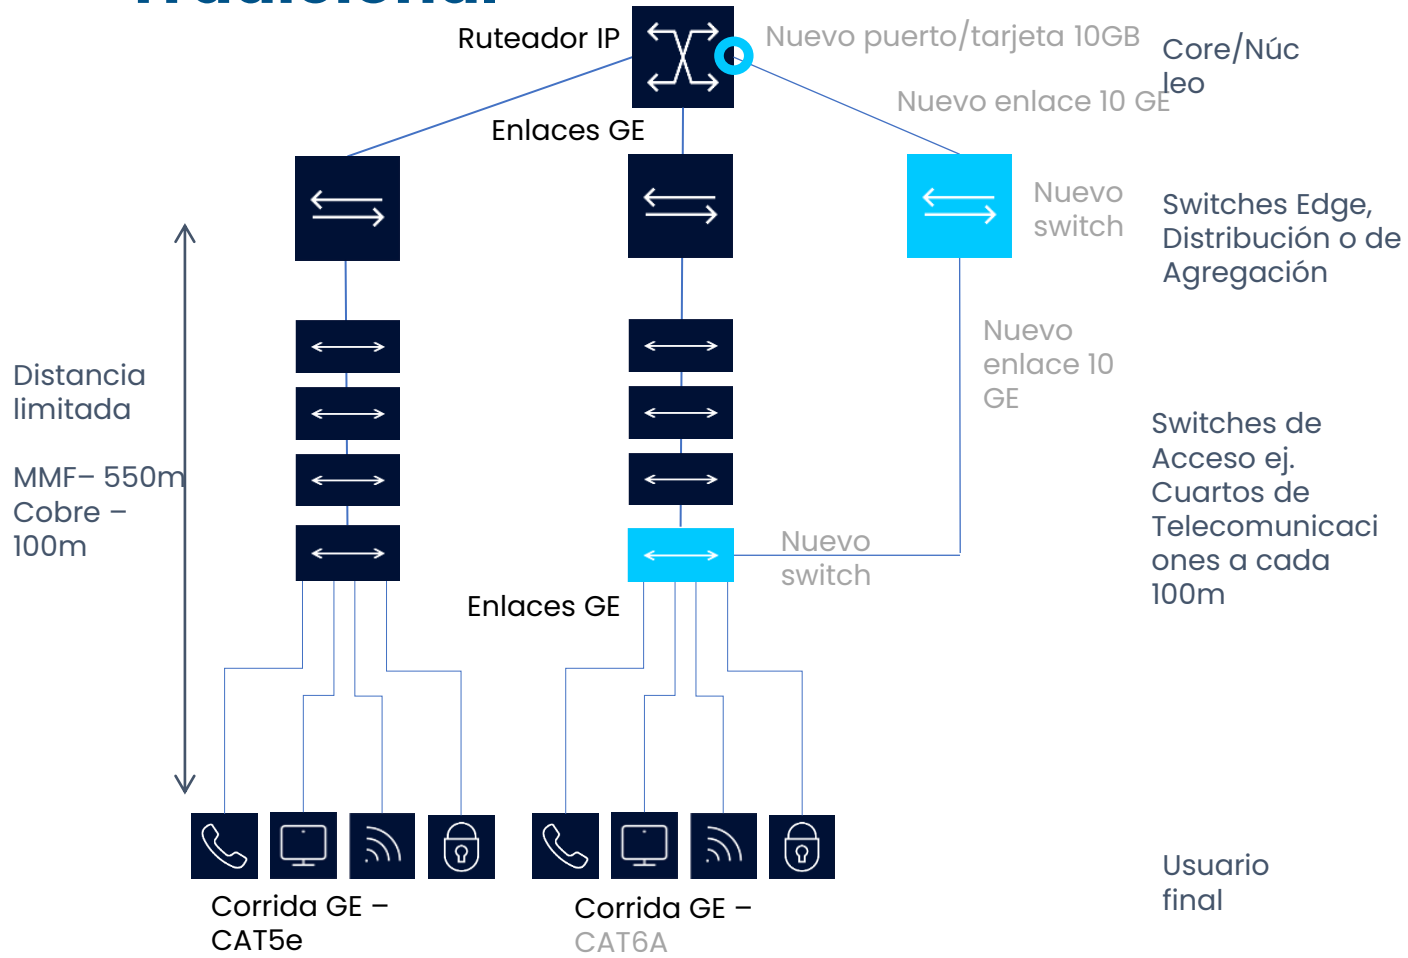 Tradicional
Ruteador IP
Nuevo puerto/tarjeta 10GB
Core/Núc
leo
Nuevo enlace 10 GE
Enlaces GE
Nuevo
switch
Switches Edge,
Distribución o de
Agregación
Nuevo
enlace 10
GE
Distancia
limitada
MMF– 550m
Cobre –
100m
Switches de
Acceso ej.
Cuartos de
Telecomunicaci
ones a cada
100m
Nuevo
switch
Enlaces GE
Usuario
final
Corrida GE –
CAT5e
Corrida GE –
CAT6A